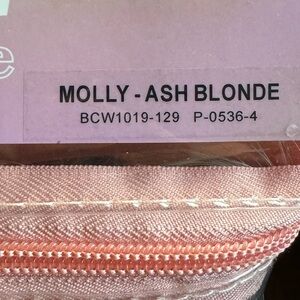 e
MOLLY - ASH BLONDE
BCW1019-129 P-0536-4